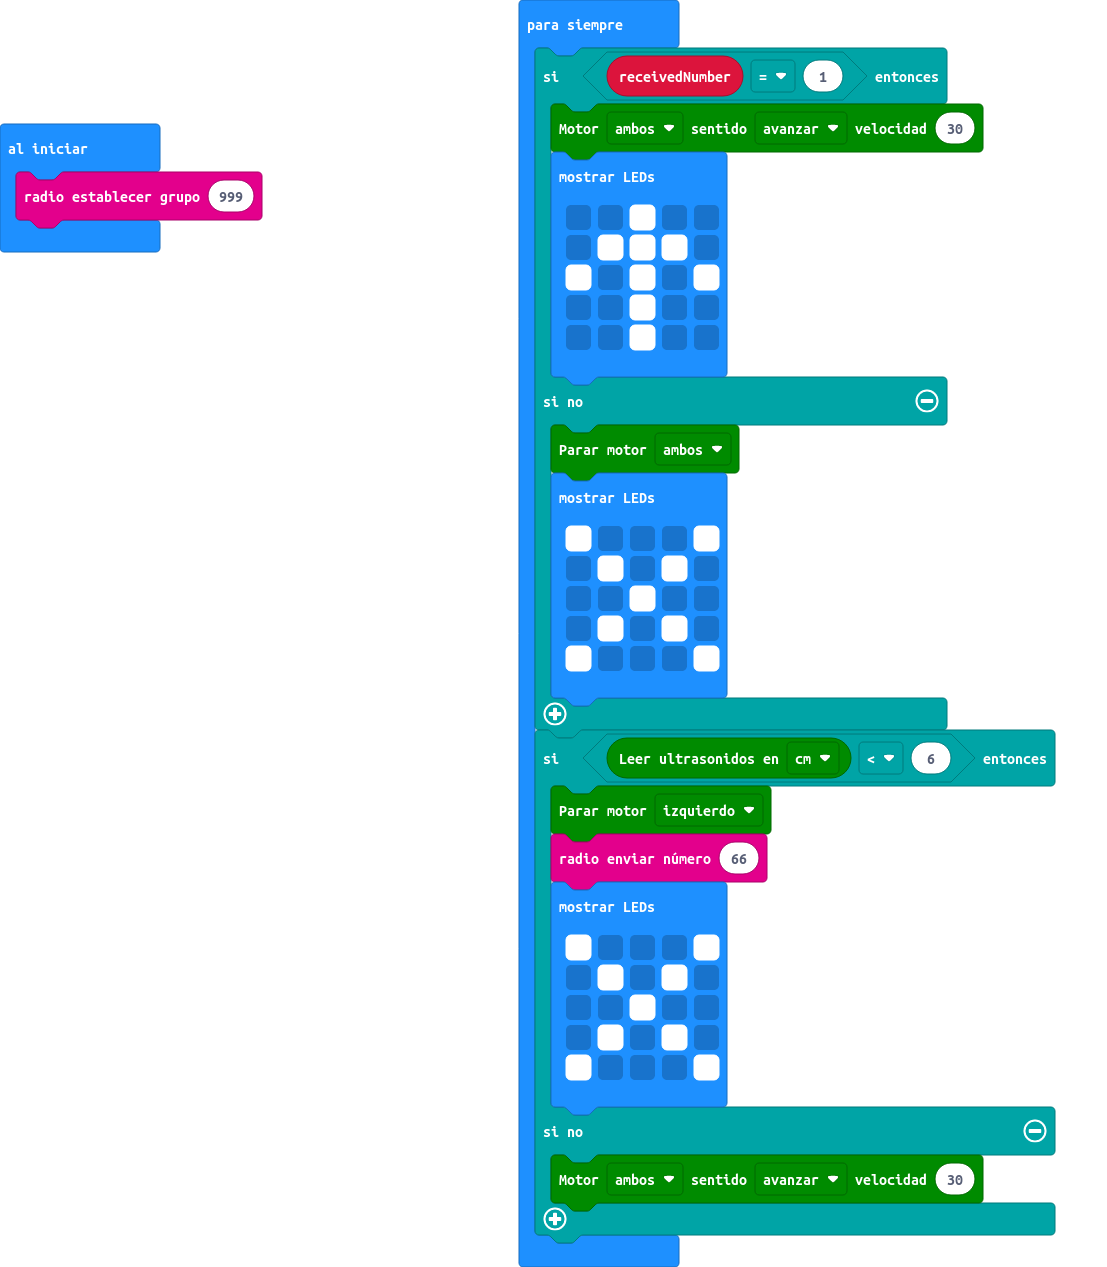 al iniciar
radio establecer grupo 999
para siempre
si receivedNumber = 1 entonces
Motor ambos sentido avanzar velocidad 30
mostrar LEDs
si no
Parar motor ambos
mostrar LEDs
si Leer ultrasonidos en cm < 6 entonces
Parar motor izquierdo
radio enviar número 66
mostrar LEDs
si no
Motor ambos sentido avanzar velocidad 30